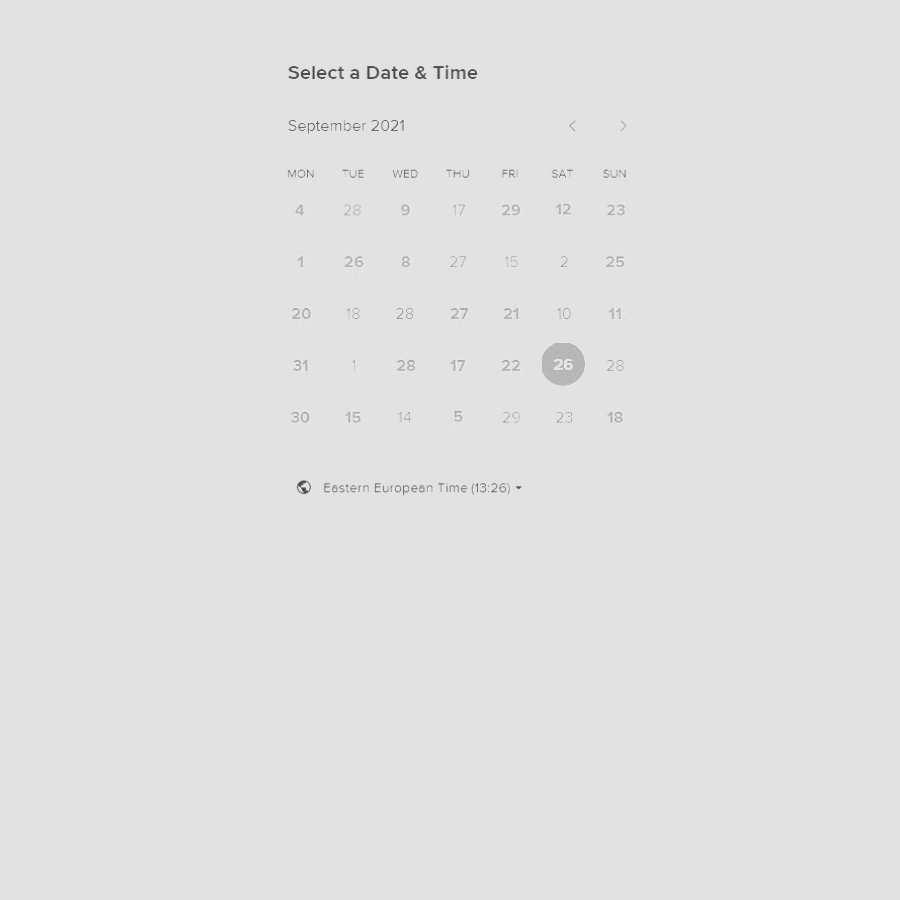 Select a Date & Time
September 2021
MON TUE WED THU FRI SAT SUN
4 28 9 17 29 12 23
1 26 8 27 15 2 25
20 18 28 27 21 10 11
31 1 28 17 22 26 28
30 15 14 5 29 23 18
Eastern European Time (13:26)